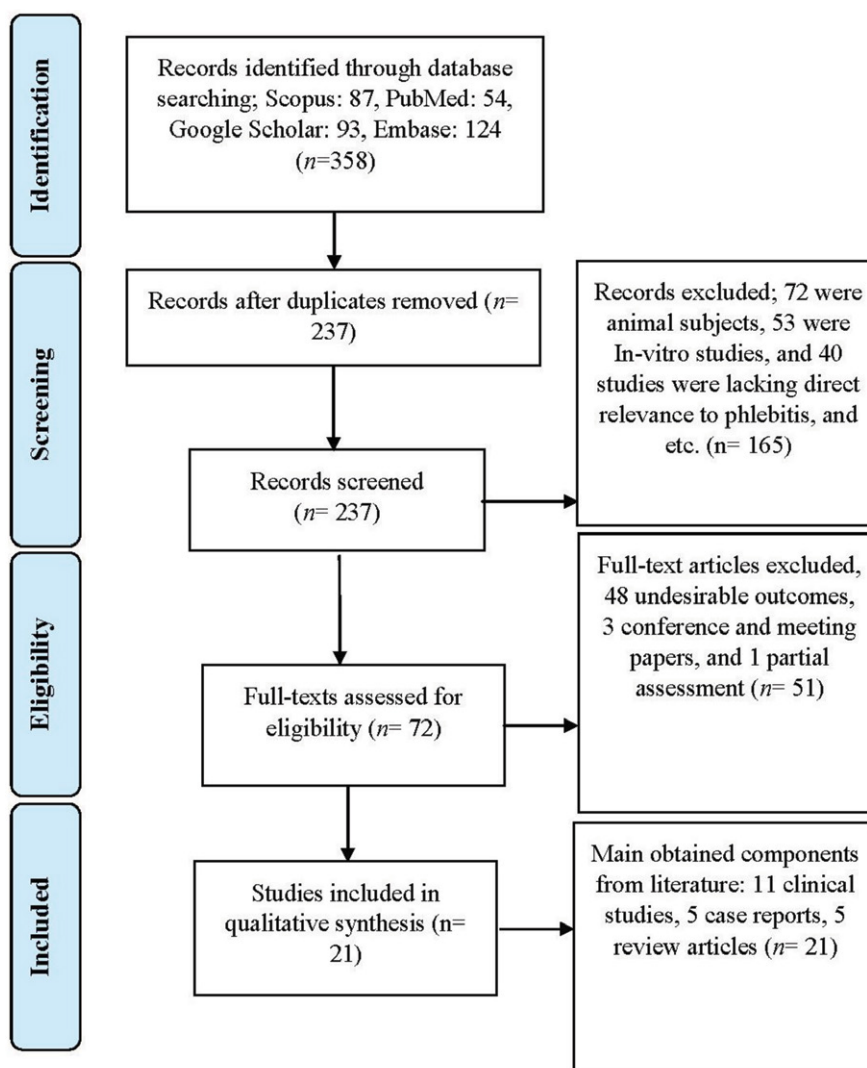 Identification
Records identified through database
searching; Scopus: 87, PubMed: 54,
Google Scholar: 93, Embase: 124
(n=358)
Screening
Records after duplicates removed (n=
237)
Records excluded; 72 were
animal subjects, 53 were
In-vitro studies, and 40
studies were lacking direct
relevance to phlebitis, and
etc. (n= 165)
Records screened
(n= 237)
Eligibility
Full-text articles excluded,
48 undesirable outcomes,
3 conference and meeting
papers, and 1 partial
assessment (n= 51)
Full-texts assessed for
eligibility (n= 72)
Included
Studies included in
qualitative synthesis (n=
21)
Main obtained components
from literature: 11 clinical
studies, 5 case reports, 5
review articles (n= 21)